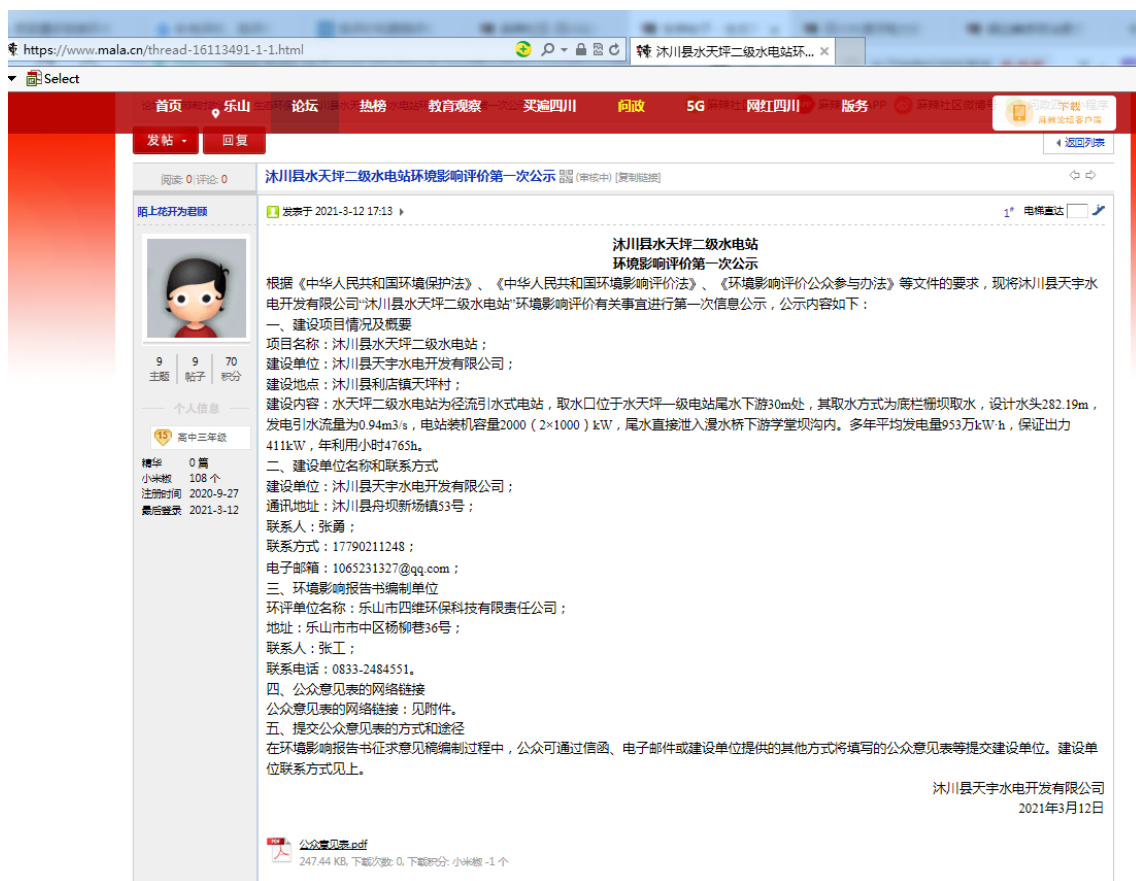 https://www.mala.cn/thread-16113491-1-1.html
沐川县水天坪二级水电站环... ×
Select
首页 乐山 论坛 热榜 教育观察 买遍四川 问政 5G 网红四川 版务
下载
麻辣论坛客户端
发帖 回复
返回列表
阅读: 0 评论: 0
沐川县水天坪二级水电站环境影响评价第一次公示 (审核中) [复制链接]
陌上花开为君顾
发表于 2021-3-12 17:13
1# 电梯直达
沐川县水天坪二级水电站
环境影响评价第一次公示
根据《中华人民共和国环境保护法》、《中华人民共和国环境影响评价法》、《环境影响评价公众参与办法》等文件的要求，现将沐川县天宇水
电开发有限公司“沐川县水天坪二级水电站”环境影响评价有关事宜进行第一次信息公示，公示内容如下：
一、建设项目情况及概要
项目名称：沐川县水天坪二级水电站；
建设单位：沐川县天宇水电开发有限公司；
建设地点：沐川县利店镇天坪村；
建设内容：水天坪二级水电站为径流引水式电站，取水口位于水天坪一级电站尾水下游30m处，其取水方式为底栏栅坝取水，设计水头282.19m，
发电引水流量为0.94m3/s，电站装机容量2000（2×1000）kW，尾水直接泄入漫水桥下游学堂坝沟内。多年平均发电量953万kW·h，保证出力
411kW，年利用小时4765h。
二、建设单位名称和联系方式
建设单位：沐川县天宇水电开发有限公司；
通讯地址：沐川县舟坝新场镇53号；
联系人：张勇；
联系方式：17790211248；
电子邮箱：1065231327@qq.com；
三、环境影响报告书编制单位
环评单位名称：乐山市四维环保科技有限责任公司；
地址：乐山市市中区杨柳巷36号；
联系人：张工；
联系电话：0833-2484551。
四、公众意见表的网络链接
公众意见表的网络链接：见附件。
五、提交公众意见表的方式和途径
在环境影响报告书征求意见稿编制过程中，公众可通过信函、电子邮件或建设单位提供的其他方式将填写的公众意见表等提交建设单位。建设单
位联系方式见上。
沐川县天宇水电开发有限公司
2021年3月12日
公众意见表.pdf
247.44 KB, 下载次数: 0, 下载积分: 小米椒 -1 个
9 9 70
主题 帖子 积分
个人信息
15 高中三年级
精华 0 篇
小米椒 108 个
注册时间 2020-9-27
最后登录 2021-3-12